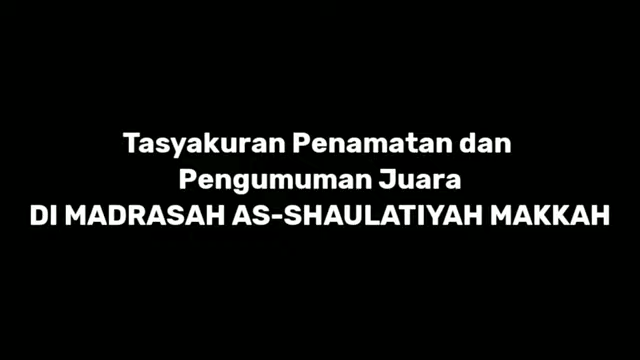 Tasyakuran Penamatan dan
Pengumuman Juara
DI MADRASAH AS-SHAULATIYAH MAKKAH